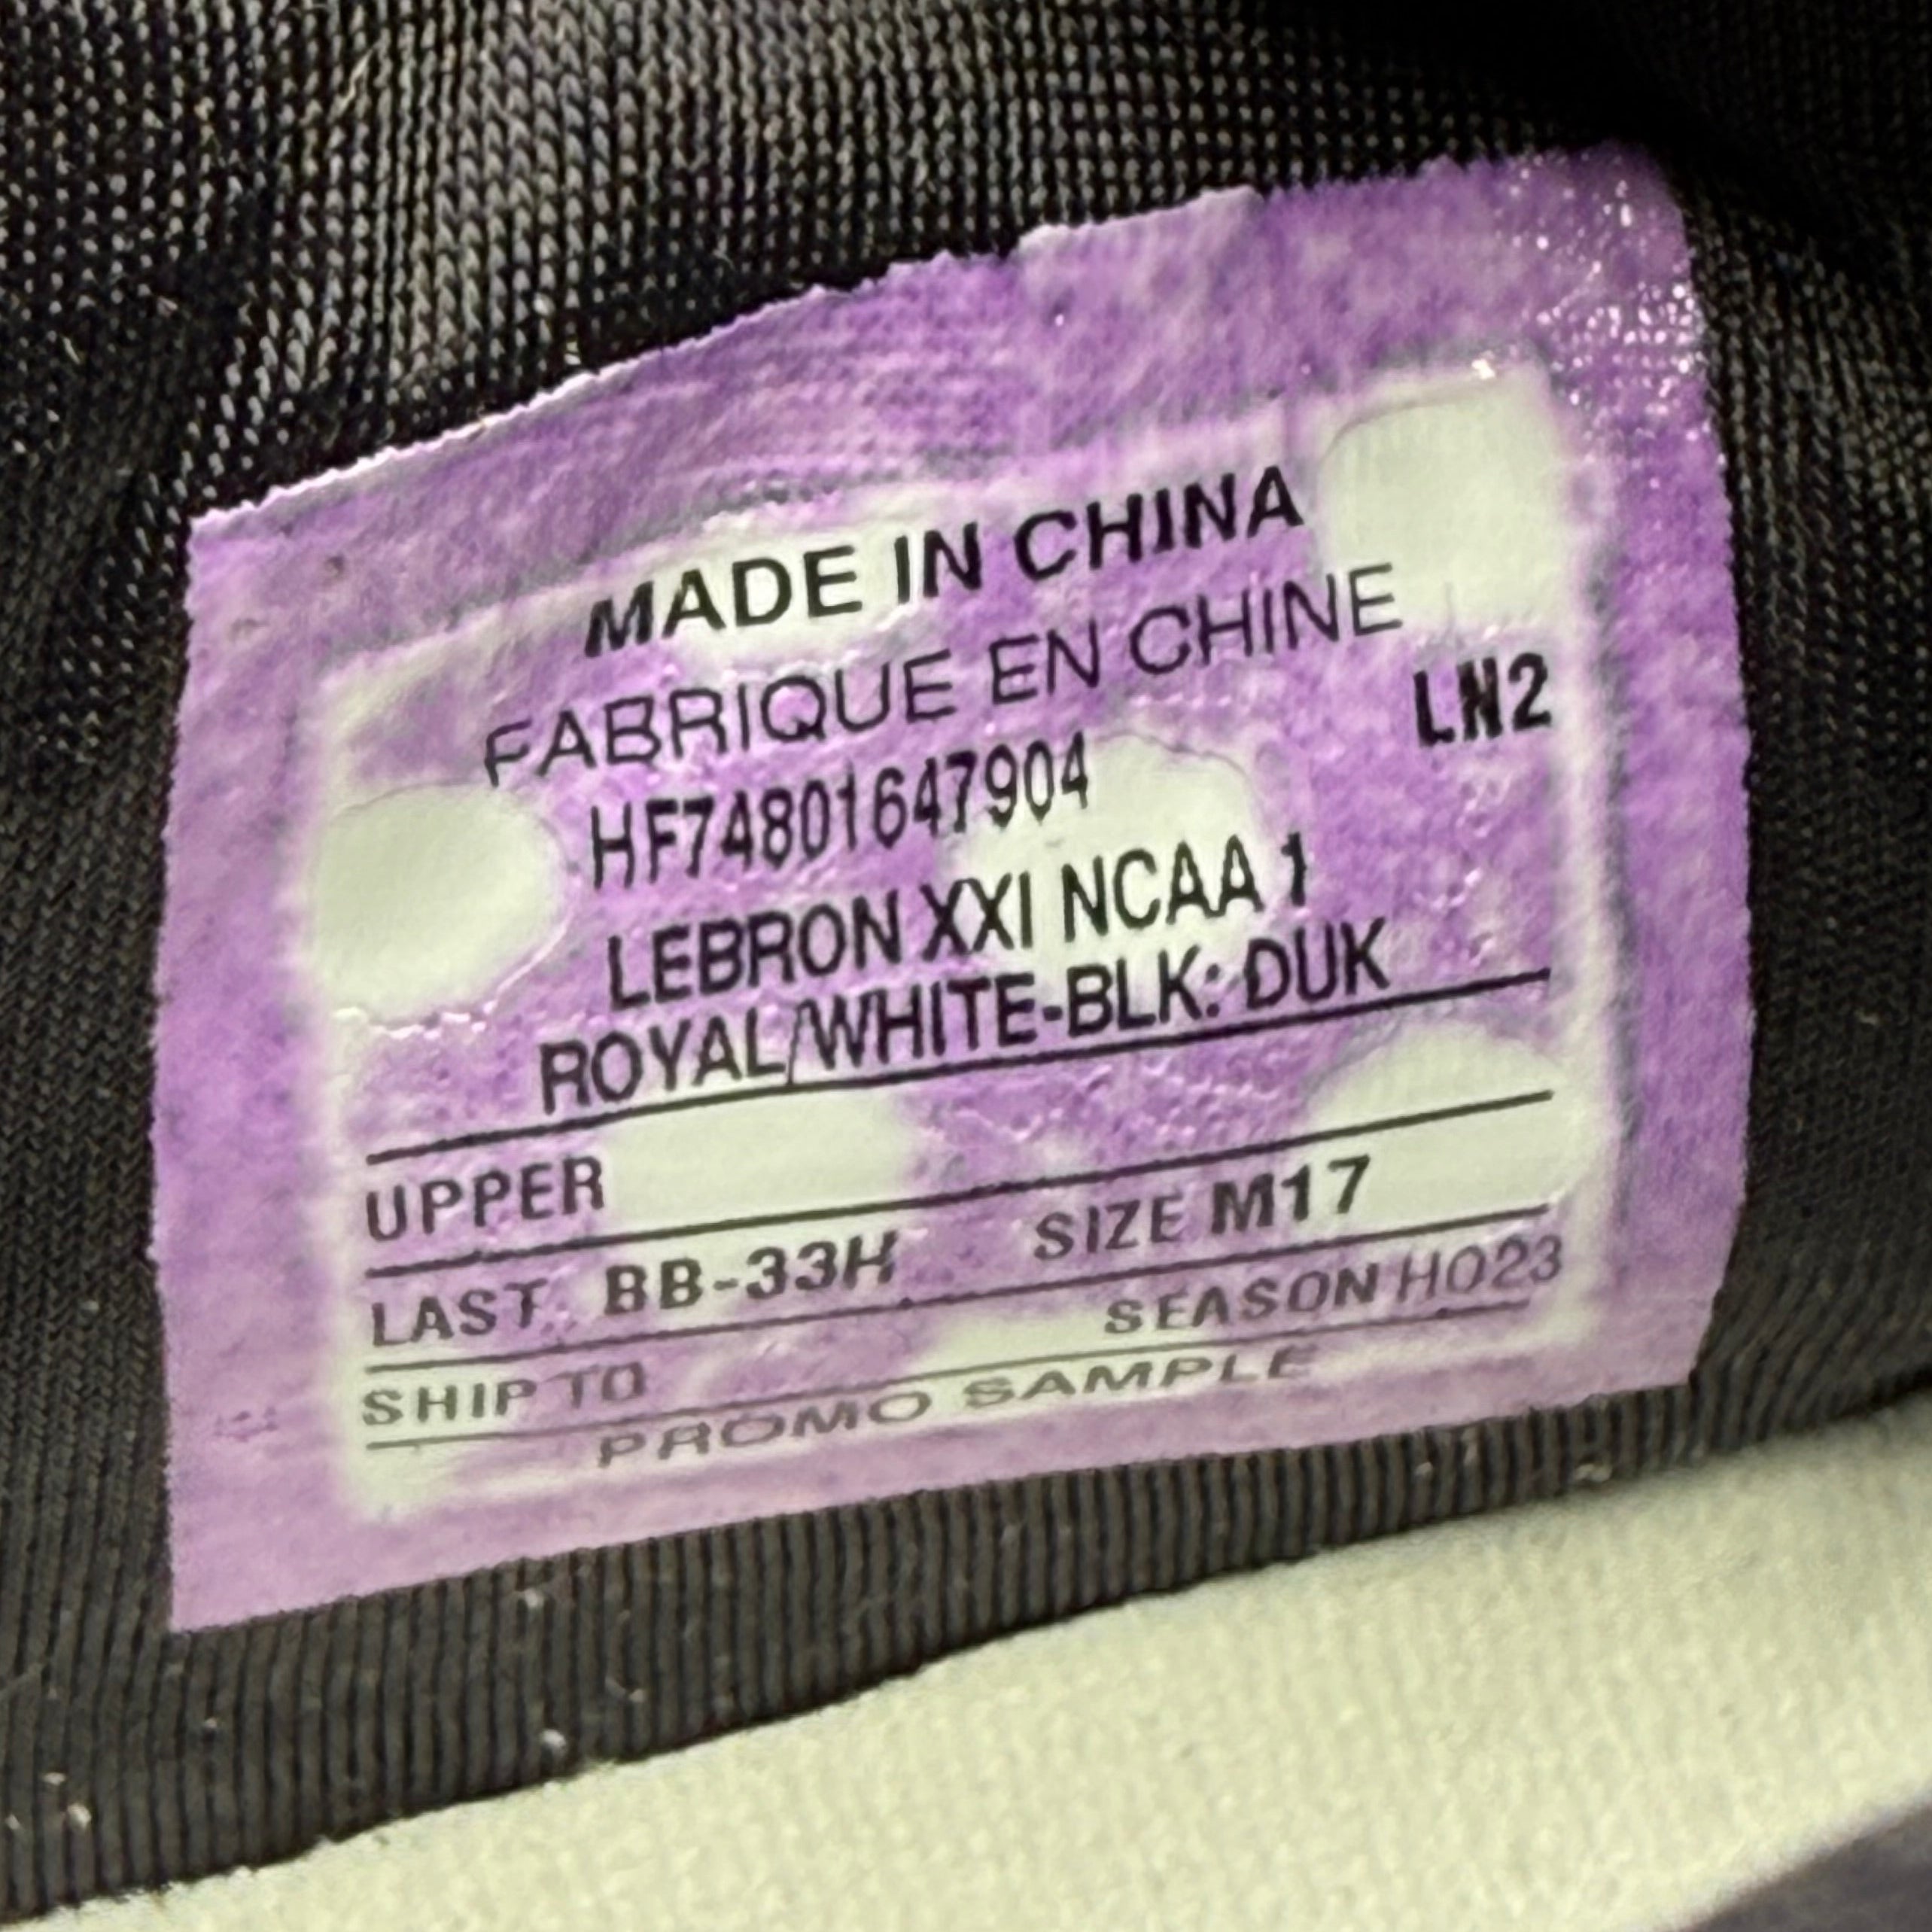 MADE IN CHINA
FABRIQUE EN CHINE
LN2
HF74801647904
LEBRON XXI NCAA 1
ROYAL/WHITE-BLK: DUK
UPPER
LAST BB-33H SIZE M17
SHIP TO SEASON HO23
PROMO SAMPLE